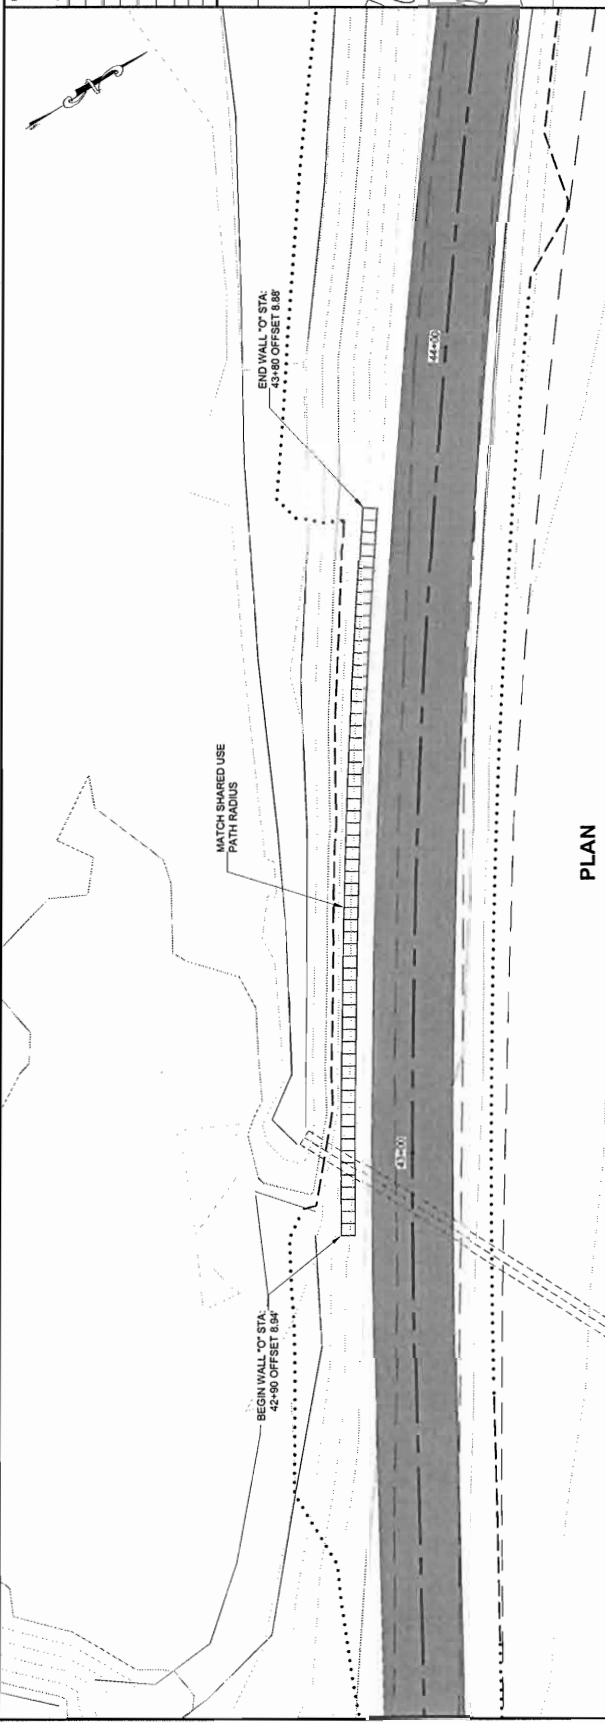 END WALL "O" STA:
43+80 OFFSET 8.88'
44+00
MATCH SHARED USE
PATH RADIUS
43+00
BEGIN WALL "O" STA:
42+90 OFFSET 8.94'
PLAN